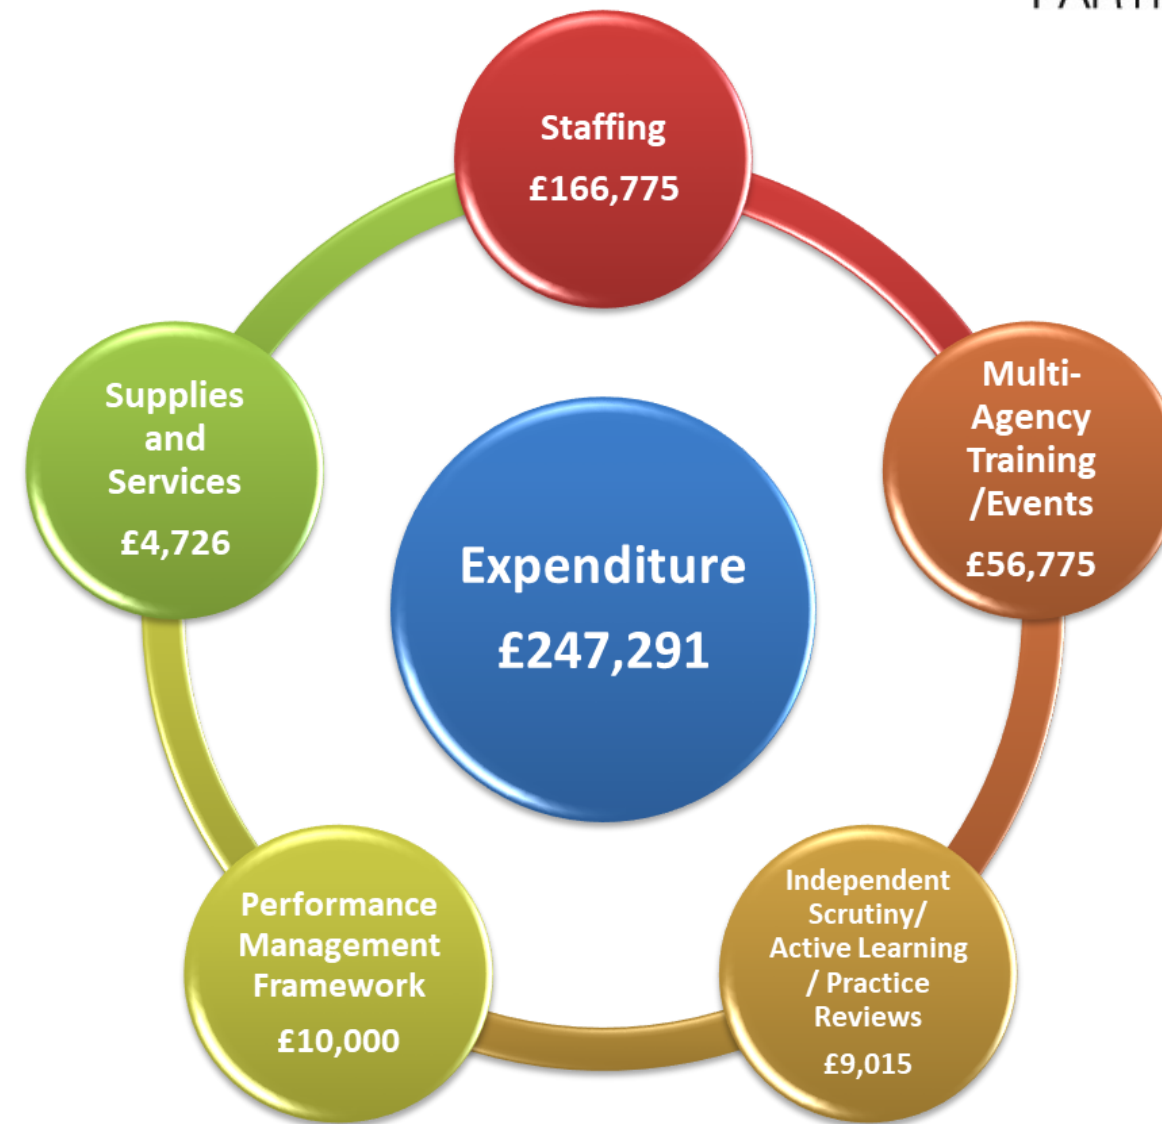 Staffing
£166,775
Multi-
Agency
Training
/Events
£56,775
Independent
Scrutiny/
Active Learning
/ Practice
Reviews
£9,015
Performance
Management
Framework
£10,000
Supplies
and
Services
£4,726
Expenditure
£247,291